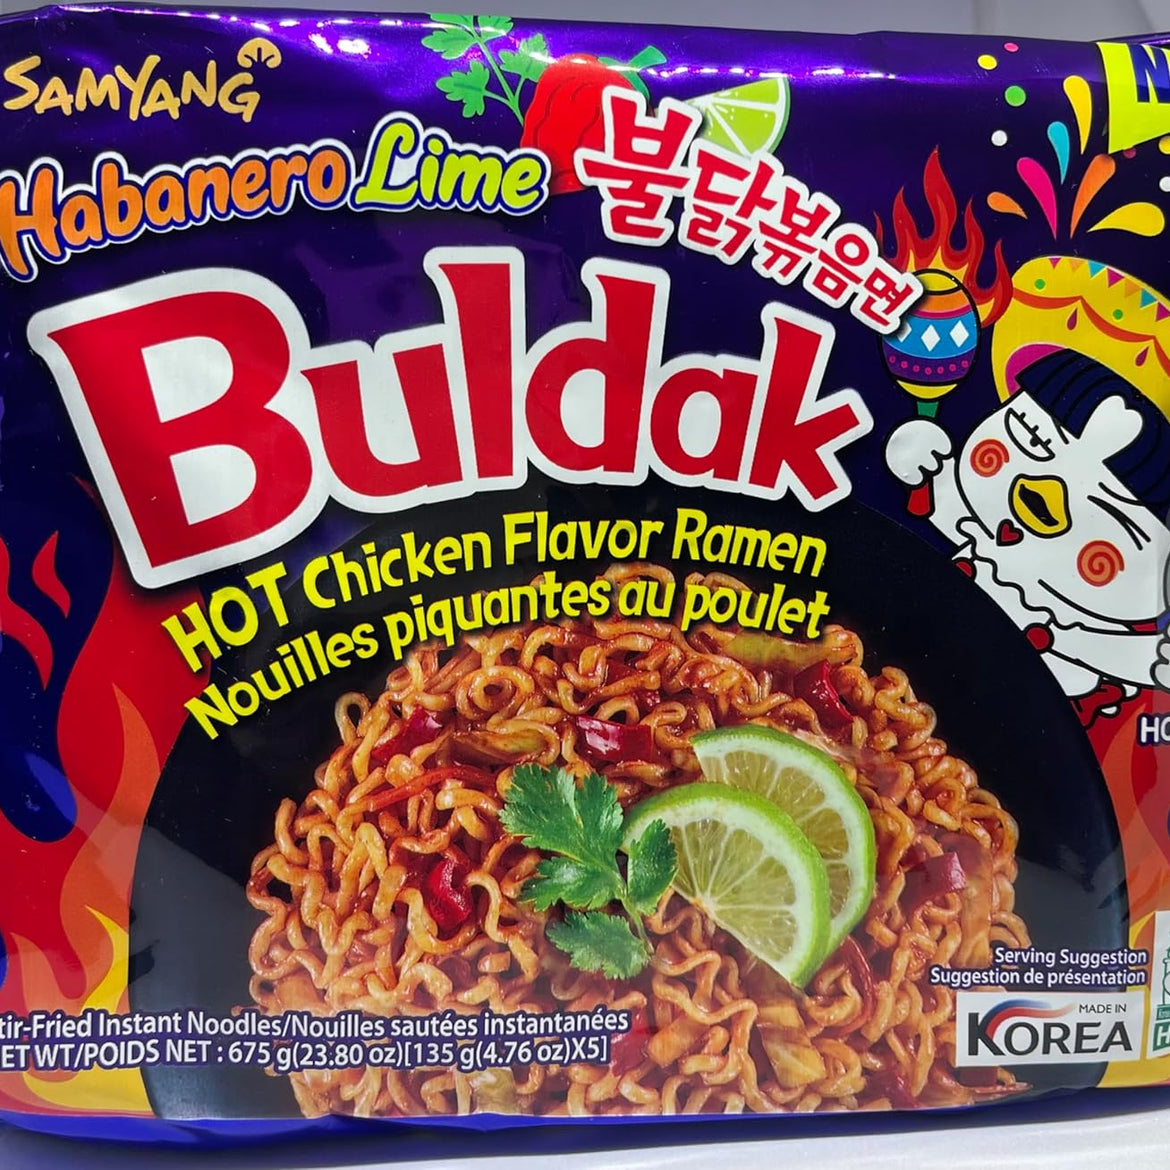 SAMYANG
Habanero Lime
불닭볶음면
Buldak
HOT Chicken Flavor Ramen
Nouilles piquantes au poulet
Serving Suggestion
Suggestion de présentation
MADE IN
KOREA
tir-Fried Instant Noodles/Nouilles sautées instantanées
ET WT/POIDS NET : 675 g(23.80 oz)[135 g(4.76 oz)X5]